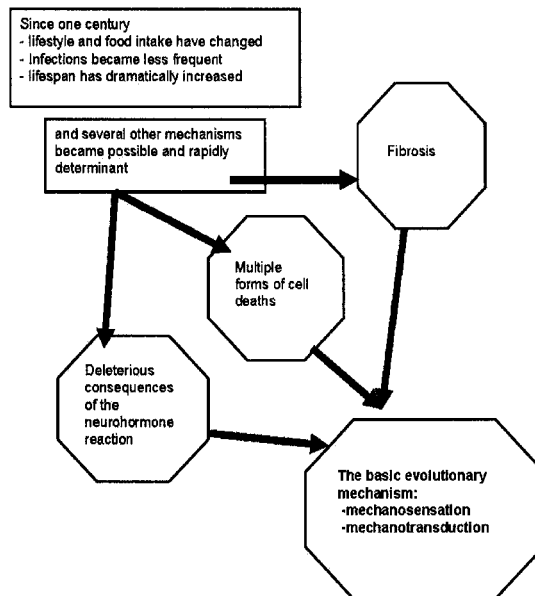 Since one century
- lifestyle and food intake have changed
- Infections became less frequent
- lifespan has dramatically increased
and several other mechanisms
became possible and rapidly
determinant
Fibrosis
Multiple
forms of cell
deaths
Deleterious
consequences
of the
neurohormone
reaction
The basic evolutionary
mechanism:
-mechanosensation
-mechanotransduction